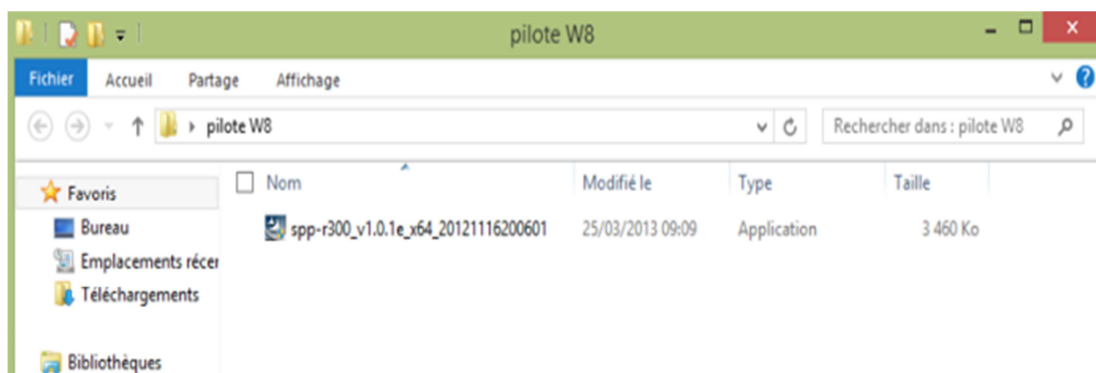 pilote W8
Fichier Accueil Partage Affichage
pilote W8 Rechercher dans : pilote W8
Nom Modifié le Type Taille
Favoris
spp-r300_v1.0.1e_x64_20121116200601 25/03/2013 09:09 Application 3 460 Ko
Bureau
Emplacements récer
Téléchargements
Bibliothèques